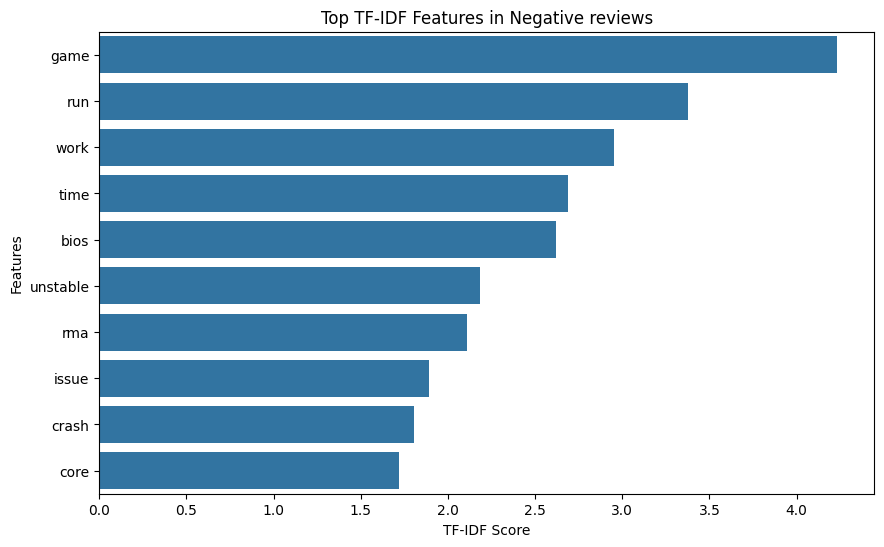 Top TF-IDF Features in Negative reviews
Features
game
run
work
time
bios
unstable
rma
issue
crash
core
0.0 0.5 1.0 1.5 2.0 2.5 3.0 3.5 4.0
TF-IDF Score